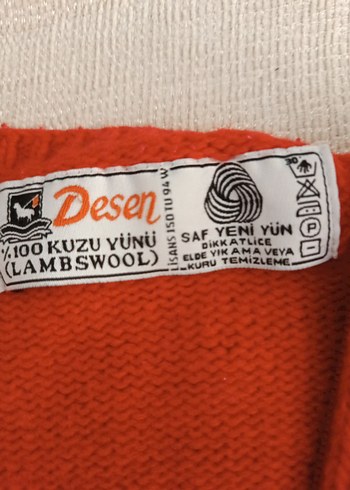 Desen
%100 KUZU YÜNÜ
(LAMBSWOOL)
LİSANS 150 TU 94 W
SAF YENİ YÜN
DİKKATLİCE
ELDE YIKAMA VEYA
KURU TEMİZLEME
30
P